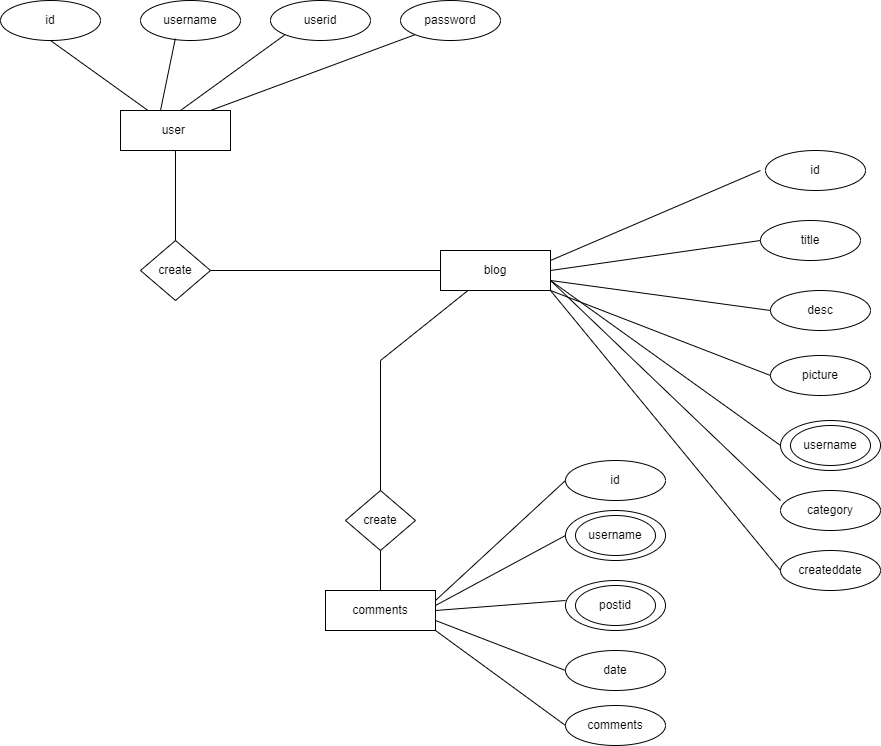 id
username
userid
password
user
id
title
create
blog
desc
picture
username
id
category
create
username
createddate
postid
comments
date
comments